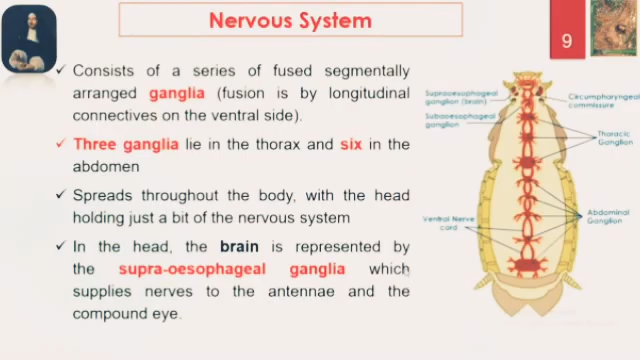 Nervous System
9
✓ Consists of a series of fused segmentally
arranged ganglia (fusion is by longitudinal
connectives on the ventral side).
✓ Three ganglia lie in the thorax and six in the
abdomen
✓ Spreads throughout the body, with the head
holding just a bit of the nervous system
✓ In the head, the brain is represented by
the supra-oesophageal ganglia which
supplies nerves to the antennae and the
compound eye.
Supraoesophageal
ganglion (brain)
Suboesophageal
ganglion
Ventral Nerve
cord
Circumpharyngeal
commissure
Thoracic
Ganglion
Abdominal
Ganglion